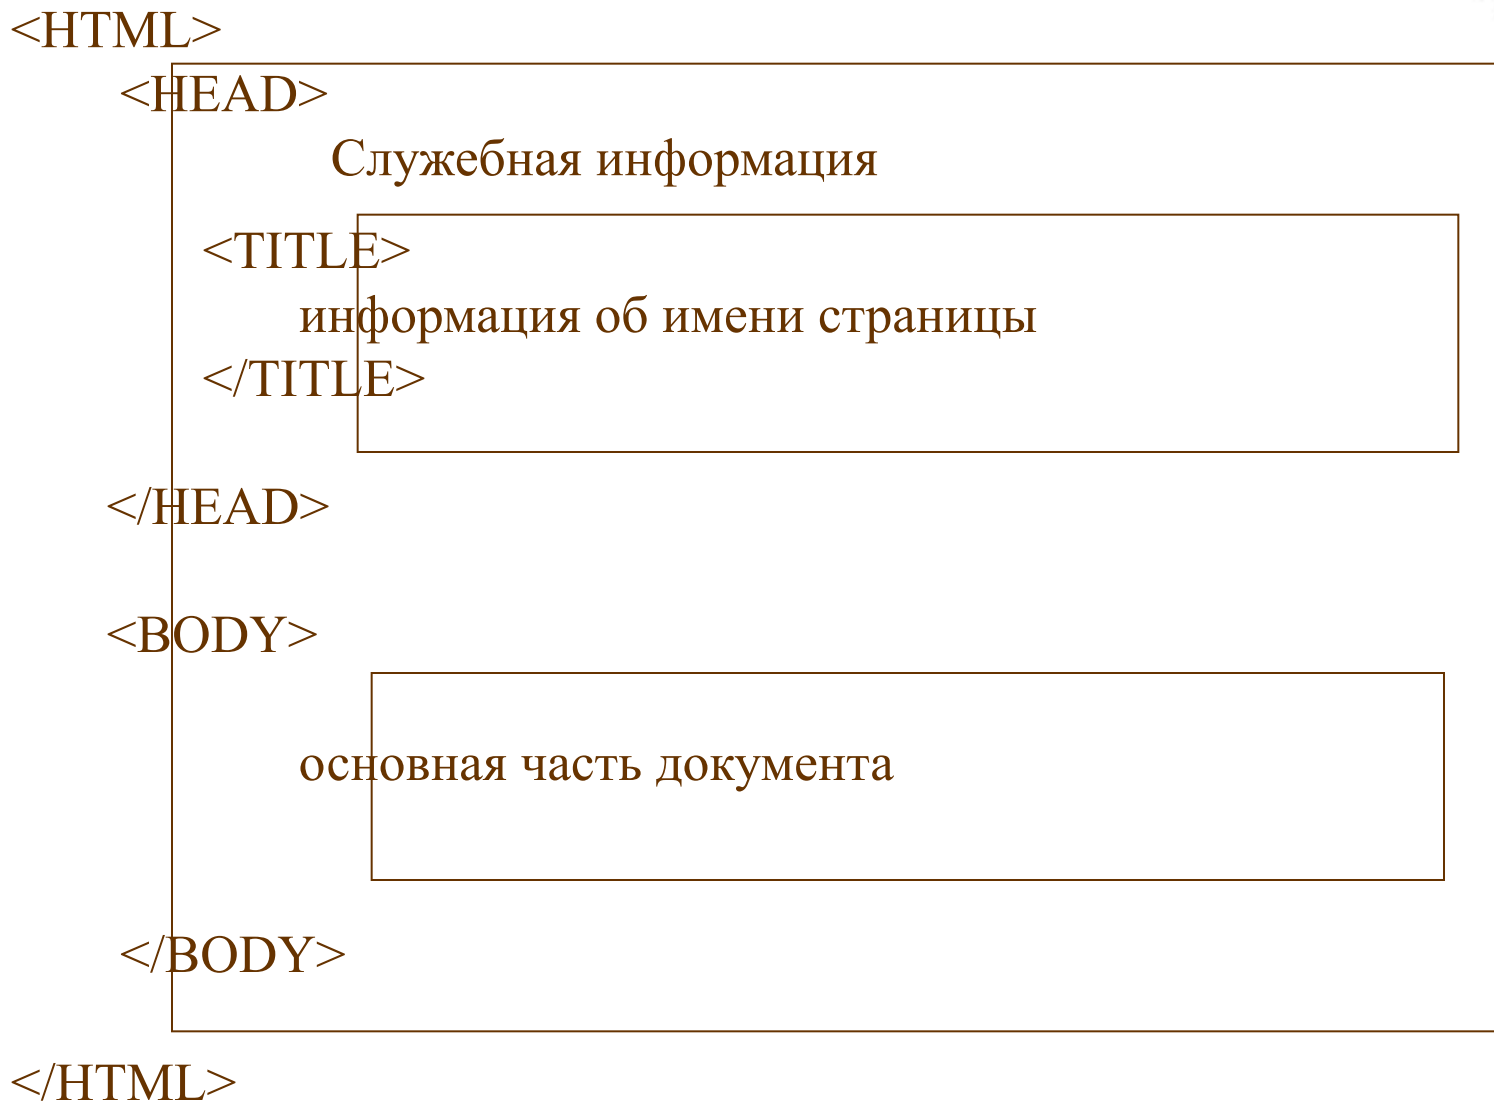 <HTML>
<HEAD>
Служебная информация
<TITLE>
информация об имени страницы
</TITLE>
</HEAD>
<BODY>
основная часть документа
</BODY>
</HTML>